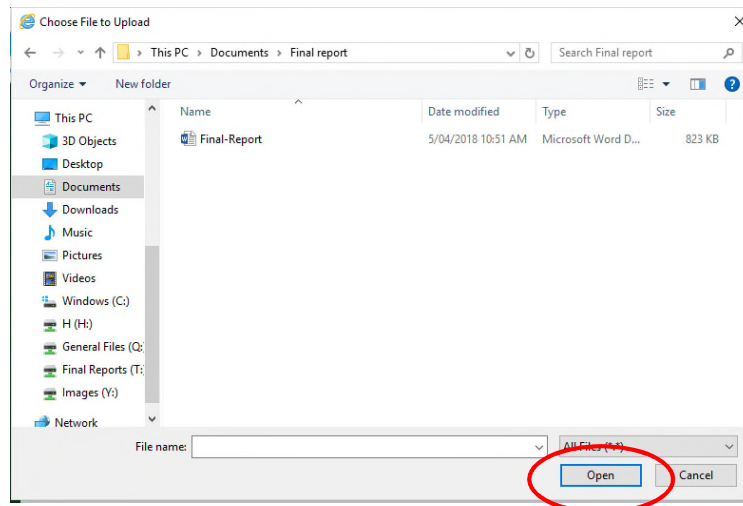 Choose File to Upload
This PC > Documents > Final report
Search Final report
Organize
New folder
Name
Date modified
Type
Size
Final-Report
5/04/2018 10:51 AM
Microsoft Word D...
823 KB
This PC
3D Objects
Desktop
Documents
Downloads
Music
Pictures
Videos
Windows (C:)
H (H:)
General Files (Q:
Final Reports (T:
Images (Y:)
Network
File name:
All Files (*.*)
Open
Cancel